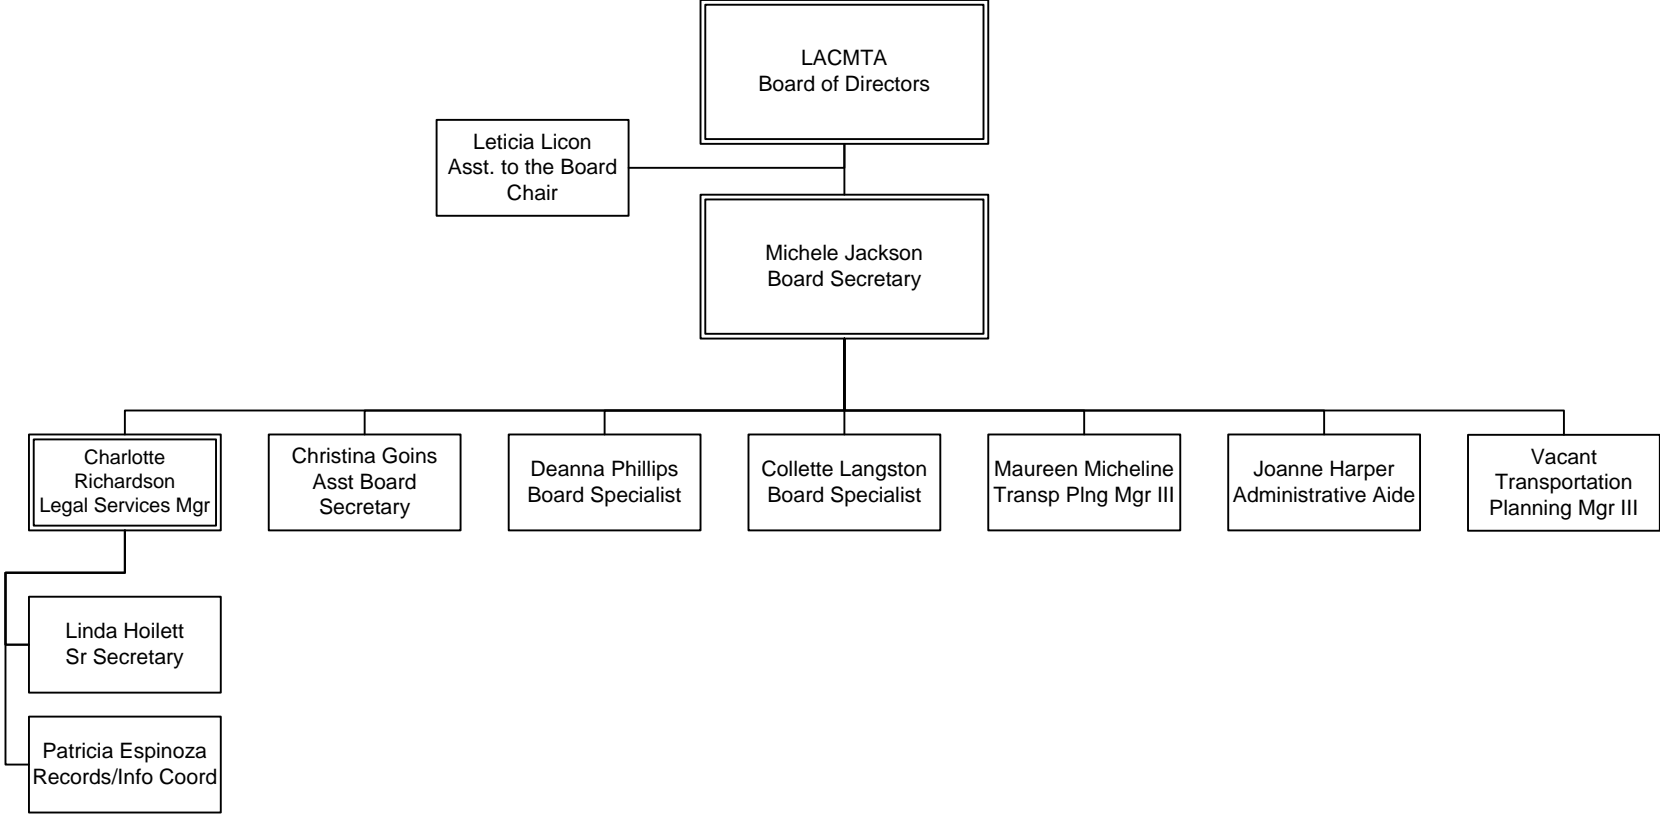 LACMTA
Board of Directors
Leticia Licon
Asst. to the Board
Chair
Michele Jackson
Board Secretary
Charlotte
Richardson
Legal Services Mgr
Christina Goins
Asst Board
Secretary
Deanna Phillips
Board Specialist
Collette Langston
Board Specialist
Maureen Micheline
Transp Plng Mgr III
Joanne Harper
Administrative Aide
Vacant
Transportation
Planning Mgr III
Linda Hoilett
Sr Secretary
Patricia Espinoza
Records/Info Coord